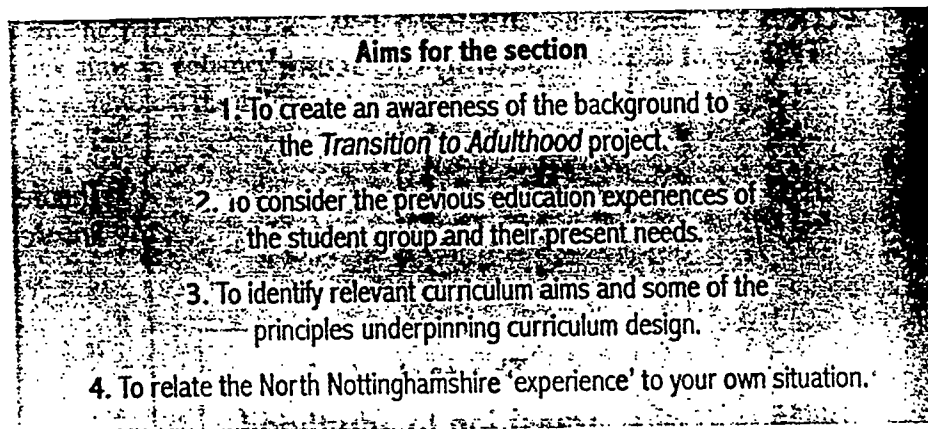 Aims for the section
1. To create an awareness of the background to
the Transition to Adulthood project.
2. To consider the previous education experiences of
the student group and their present needs.
3. To identify relevant curriculum aims and some of the
principles underpinning curriculum design.
4. To relate the North Nottinghamshire 'experience' to your own situation.